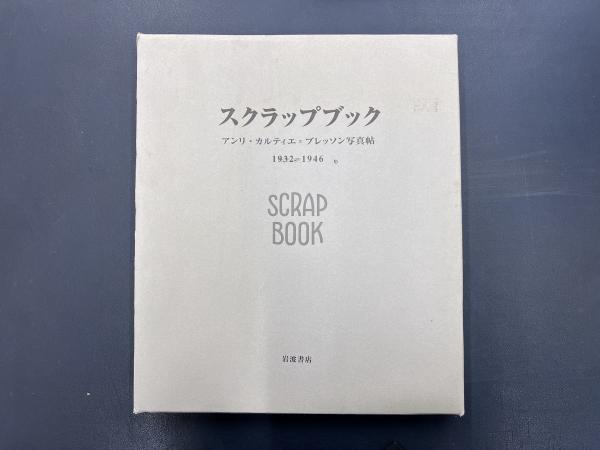 スクラップブック
アンリ・カルティエ=ブレッソン写真帖
1932-1946
SCRAP
BOOK
岩波書店